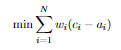 min ∑_{i=1}^{N} w_i(c_i − a_i)